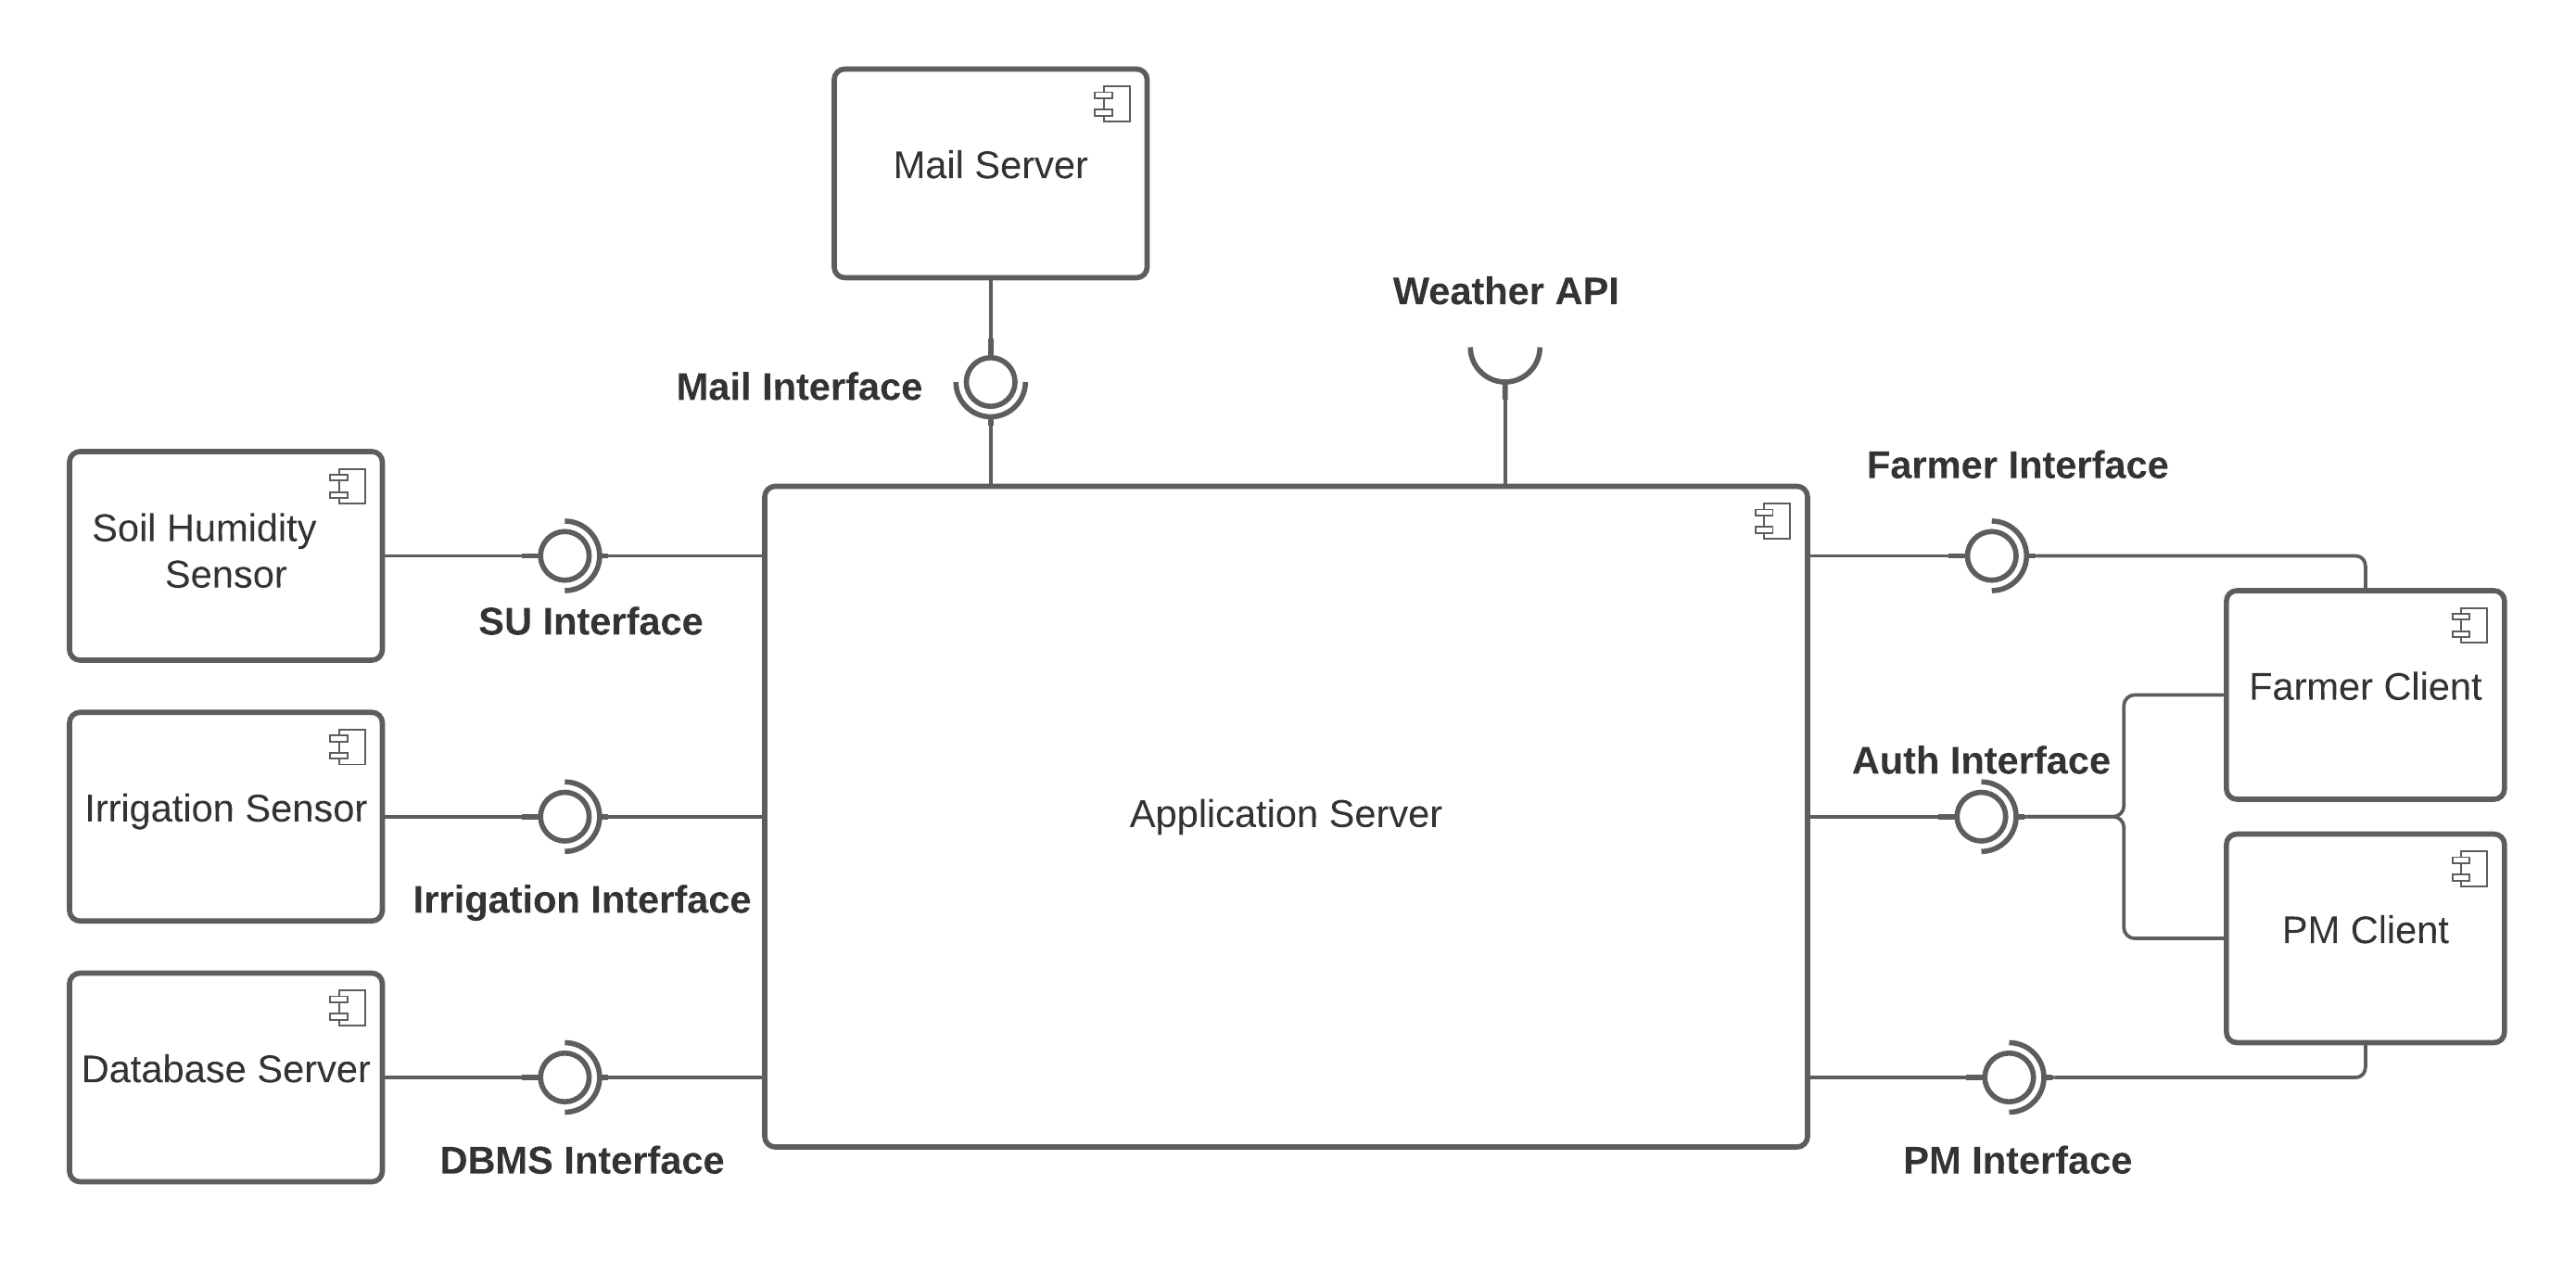 Mail Server
Weather API
Mail Interface
Farmer Interface
Soil Humidity
Sensor
SU Interface
Farmer Client
Auth Interface
Irrigation Sensor
Application Server
Irrigation Interface
PM Client
Database Server
DBMS Interface
PM Interface